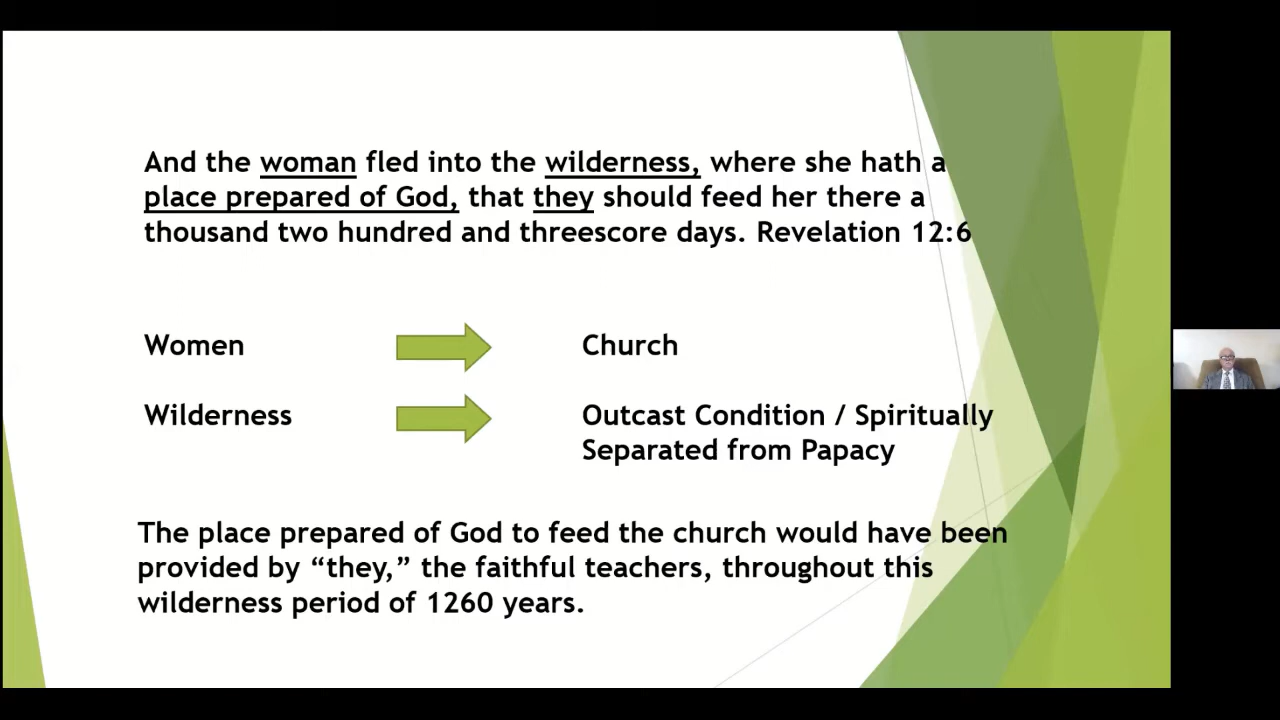 And the woman fled into the wilderness, where she hath a
place prepared of God, that they should feed her there a
thousand two hundred and threescore days. Revelation 12:6
Women
Church
Wilderness
Outcast Condition / Spiritually
Separated from Papacy
The place prepared of God to feed the church would have been
provided by “they,” the faithful teachers, throughout this
wilderness period of 1260 years.